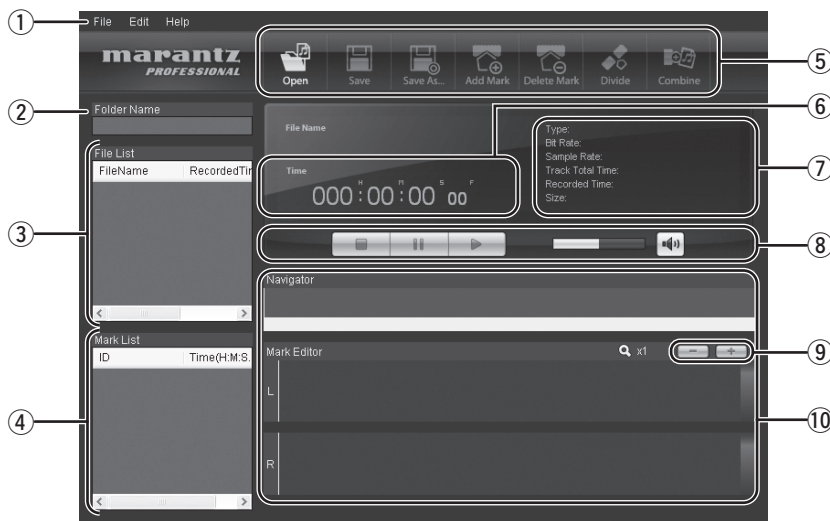 ① File Edit Help
marantz
PROFESSIONAL
Open Save Save As... Add Mark Delete Mark Divide Combine ⑤
② Folder Name
⑥
File Name
Type:
Bit Rate:
Sample Rate:
Track Total Time:
Recorded Time:
Size:
⑦
③ File List
FileName RecordedTir
Time
H M S F
000:00:00 00
⑧
Navigator
④ Mark List
ID Time(H:M:S.
Mark Editor x1 − + ⑨
L
⑩
R